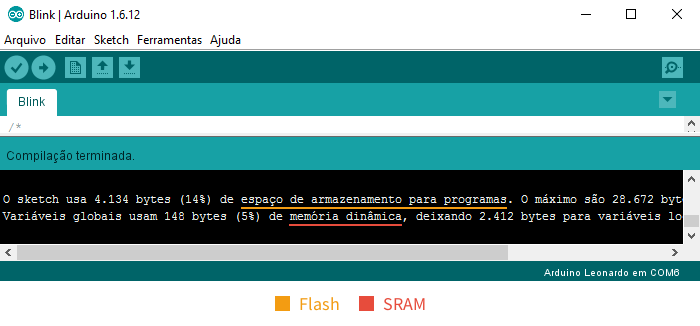 Blink | Arduino 1.6.12
Arquivo Editar Sketch Ferramentas Ajuda
Blink
/*
Compilação terminada.
O sketch usa 4.134 bytes (14%) de espaço de armazenamento para programas. O máximo são 28.672 byt
Variáveis globais usam 148 bytes (5%) de memória dinâmica, deixando 2.412 bytes para variáveis lo
Arduino Leonardo em COM6
Flash SRAM